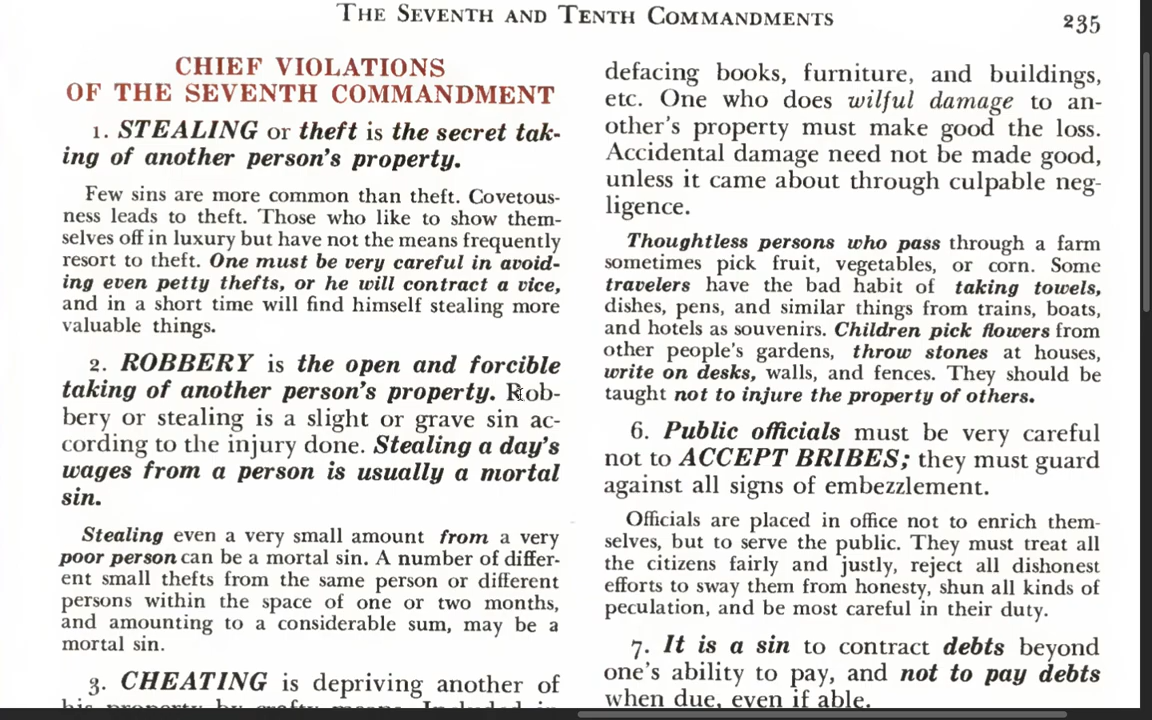 THE SEVENTH AND TENTH COMMANDMENTS 235
CHIEF VIOLATIONS
OF THE SEVENTH COMMANDMENT
1. STEALING or theft is the secret tak-
ing of another person's property.
Few sins are more common than theft. Covetous-
ness leads to theft. Those who like to show them-
selves off in luxury but have not the means frequently
resort to theft. One must be very careful in avoid-
ing even petty thefts, or he will contract a vice,
and in a short time will find himself stealing more
valuable things.
2. ROBBERY is the open and forcible
taking of another person's property. Rob-
bery or stealing is a slight or grave sin ac-
cording to the injury done. Stealing a day's
wages from a person is usually a mortal
sin.
Stealing even a very small amount from a very
poor person can be a mortal sin. A number of differ-
ent small thefts from the same person or different
persons within the space of one or two months,
and amounting to a considerable sum, may be a
mortal sin.
3. CHEATING is depriving another of
his property by crafty means. Included in
defacing books, furniture, and buildings,
etc. One who does wilful damage to an-
other's property must make good the loss.
Accidental damage need not be made good,
unless it came about through culpable neg-
ligence.
Thoughtless persons who pass through a farm
sometimes pick fruit, vegetables, or corn. Some
travelers have the bad habit of taking towels,
dishes, pens, and similar things from trains, boats,
and hotels as souvenirs. Children pick flowers from
other people's gardens, throw stones at houses,
write on desks, walls, and fences. They should be
taught not to injure the property of others.
6. Public officials must be very careful
not to ACCEPT BRIBES; they must guard
against all signs of embezzlement.
Officials are placed in office not to enrich them-
selves, but to serve the public. They must treat all
the citizens fairly and justly, reject all dishonest
efforts to sway them from honesty, shun all kinds of
peculation, and be most careful in their duty.
7. It is a sin to contract debts beyond
one's ability to pay, and not to pay debts
when due, even if able.